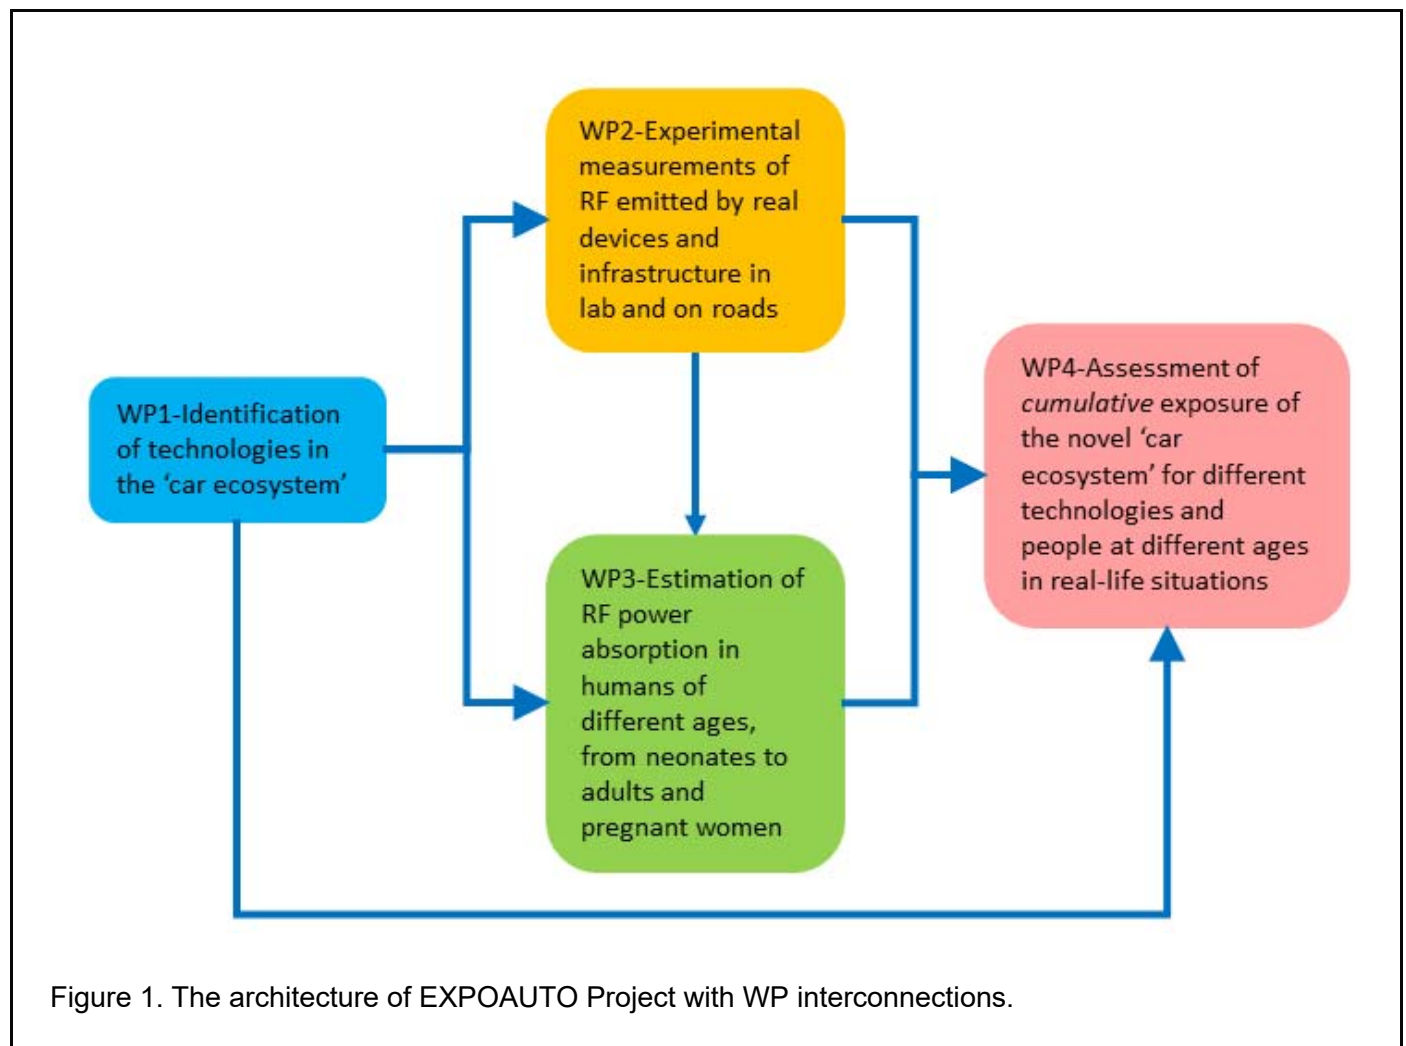 WP2-Experimental
measurements of
RF emitted by real
devices and
infrastructure in
lab and on roads
WP1-Identification
of technologies in
the ‘car ecosystem’
WP4-Assessment of
cumulative exposure of
the novel ‘car
ecosystem’ for different
technologies and
people at different ages
in real-life situations
WP3-Estimation of
RF power
absorption in
humans of
different ages,
from neonates to
adults and
pregnant women
Figure 1. The architecture of EXPOAUTO Project with WP interconnections.